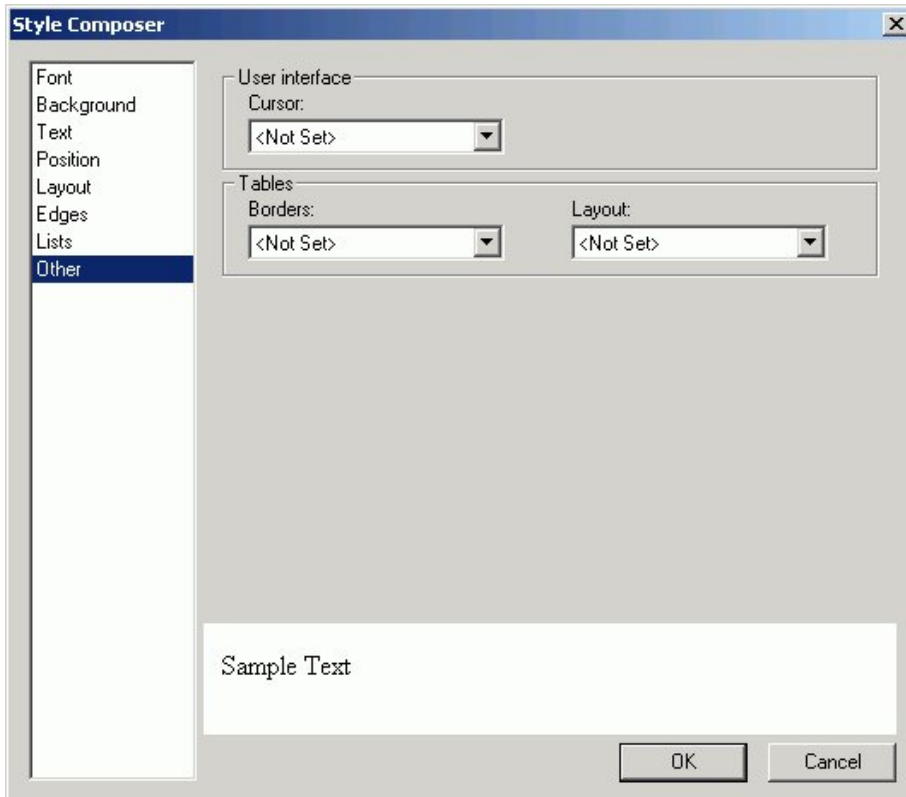 Style Composer
Font
Background
Text
Position
Layout
Edges
Lists
Other
User interface
Cursor:
<Not Set>
Tables
Borders: Layout:
<Not Set> <Not Set>
Sample Text
OK Cancel